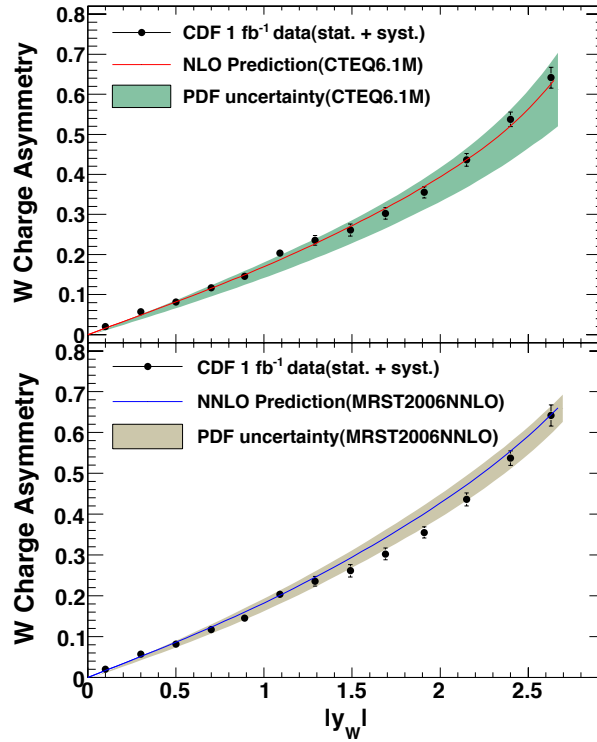 0.8
CDF 1 fb⁻¹ data(stat. + syst.)
0.7
NLO Prediction(CTEQ6.1M)
0.6
PDF uncertainty(CTEQ6.1M)
0.5
0.4
0.3
0.2
0.1
0
W Charge Asymmetry
0.8
CDF 1 fb⁻¹ data(stat. + syst.)
0.7
NNLO Prediction(MRST2006NNLO)
0.6
PDF uncertainty(MRST2006NNLO)
0.5
0.4
0.3
0.2
0.1
0
W Charge Asymmetry
0 0.5 1 1.5 2 2.5
|y_W|